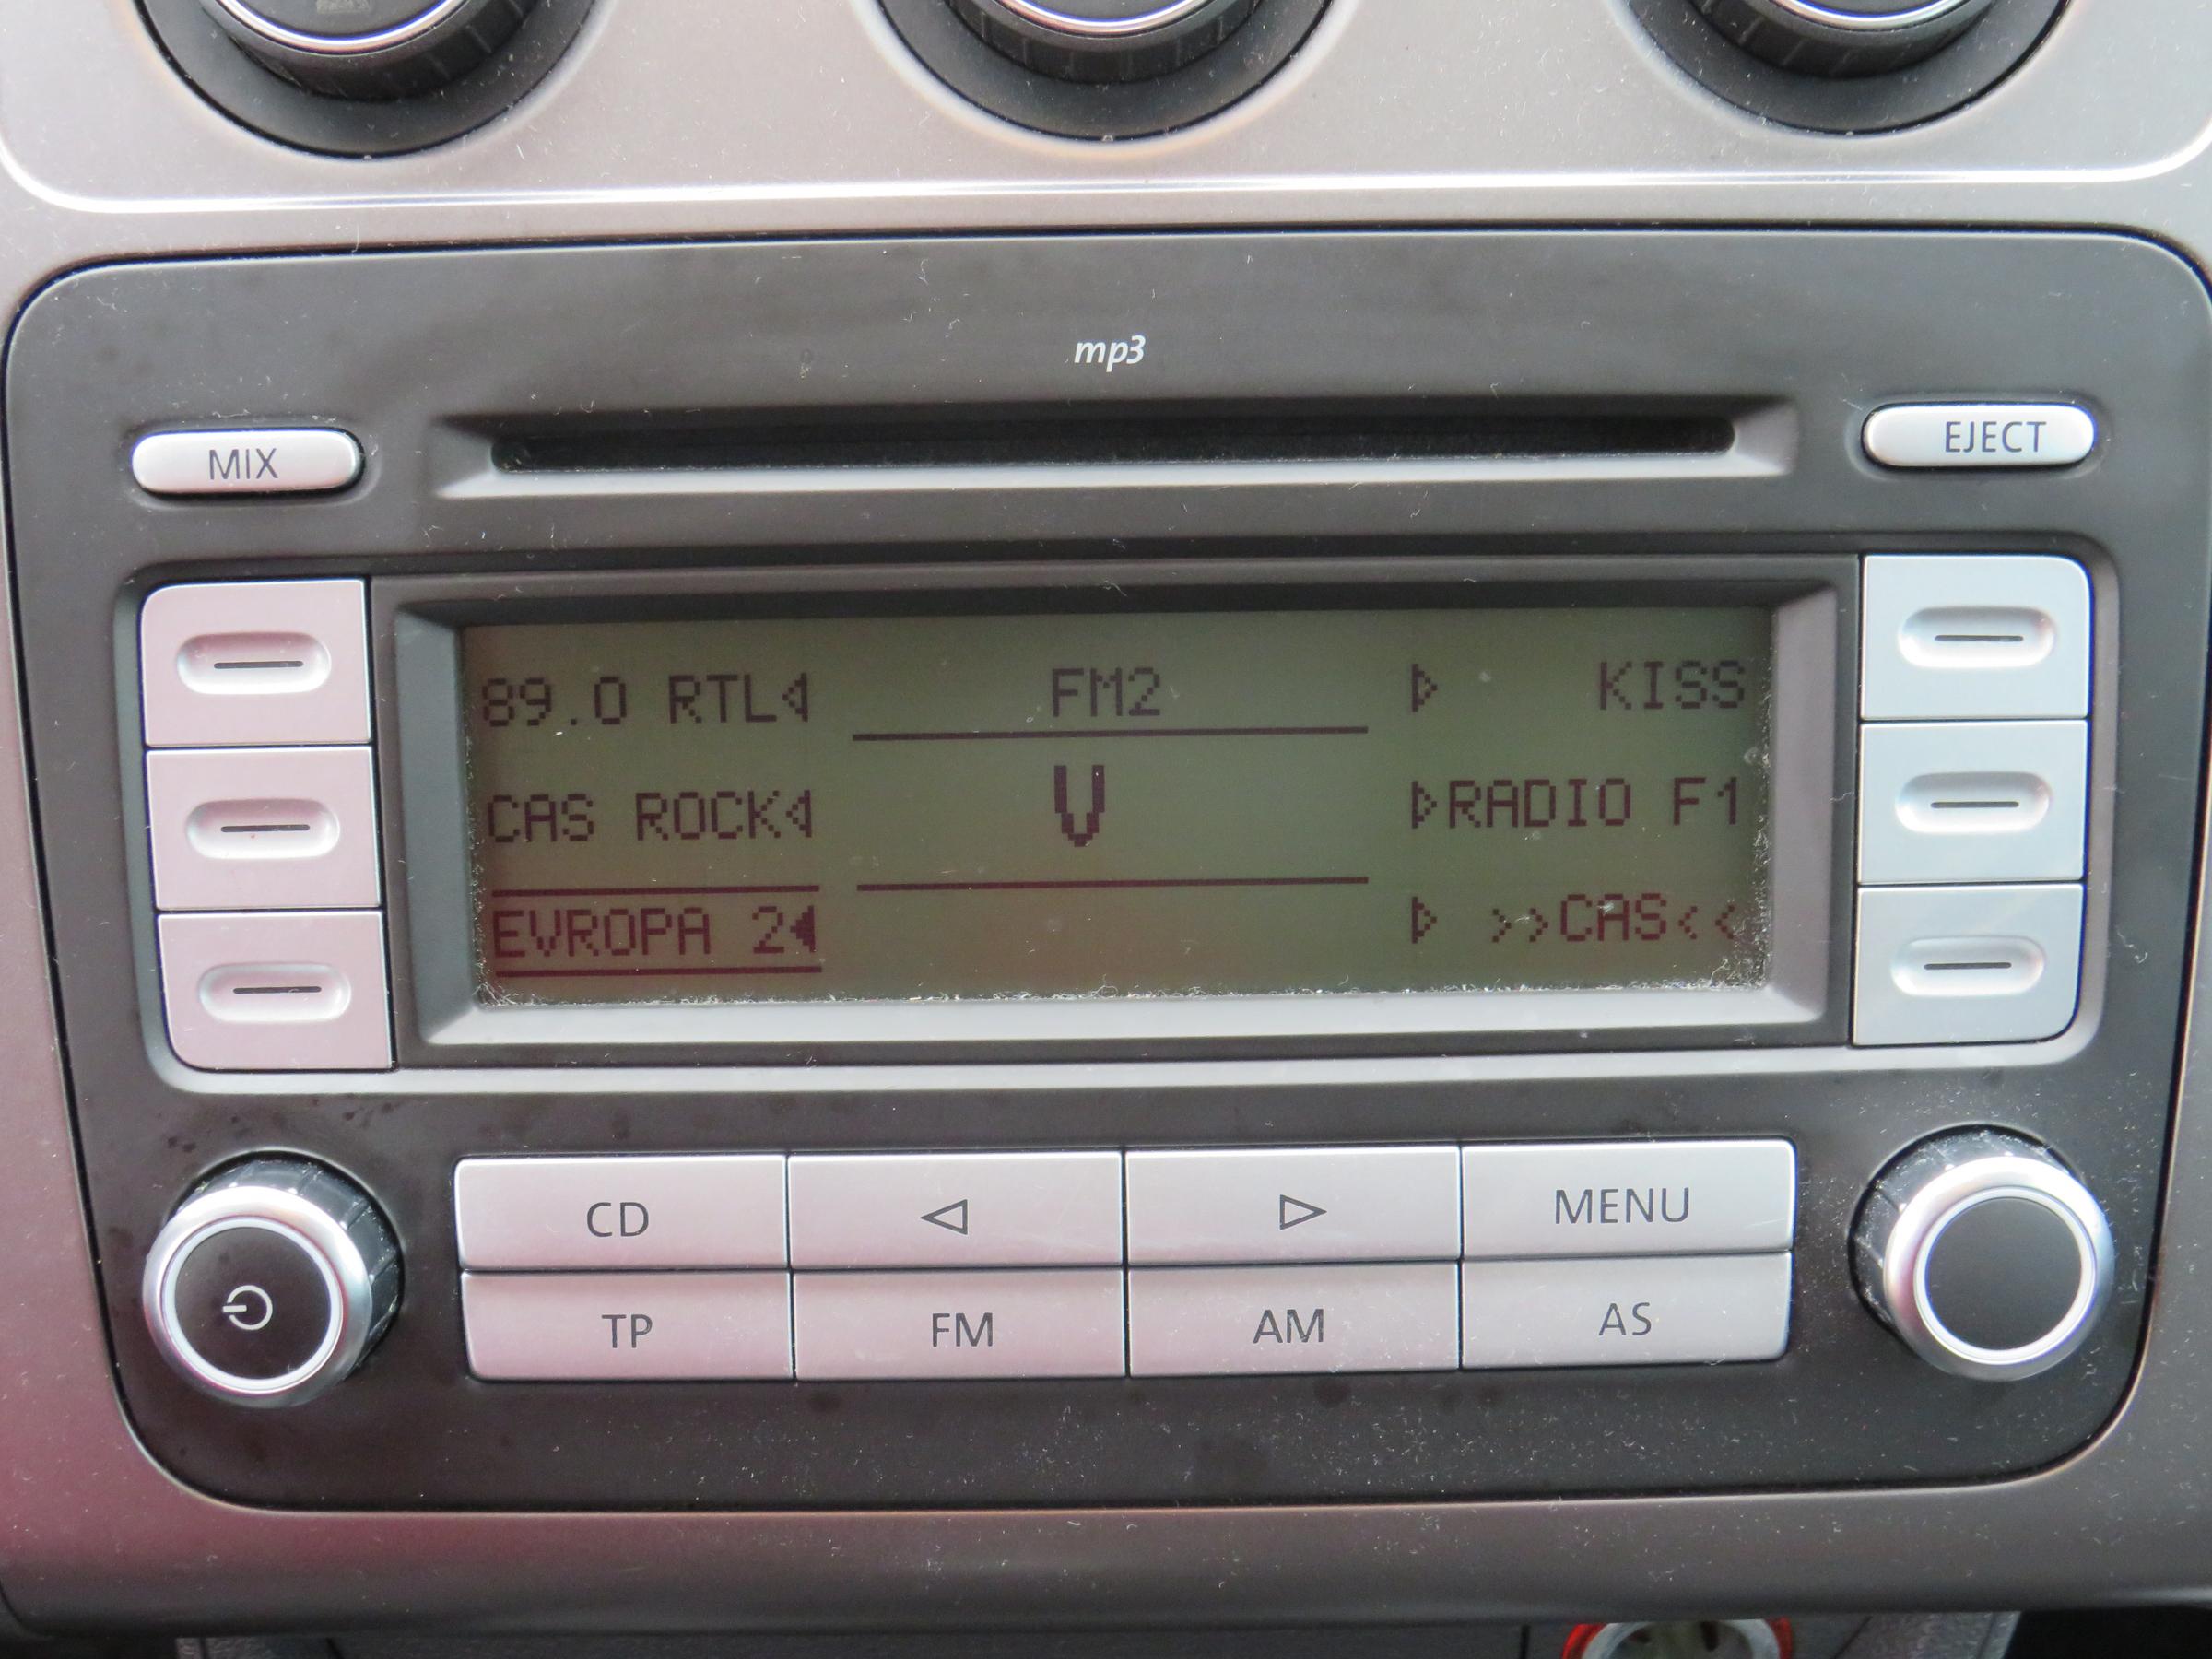 mp3
MIX
EJECT
89.0 RTL
FM2
KISS
CAS ROCK
V
RADIO F1
EVROPA 2
>>CAS<<
CD
MENU
TP
FM
AM
AS